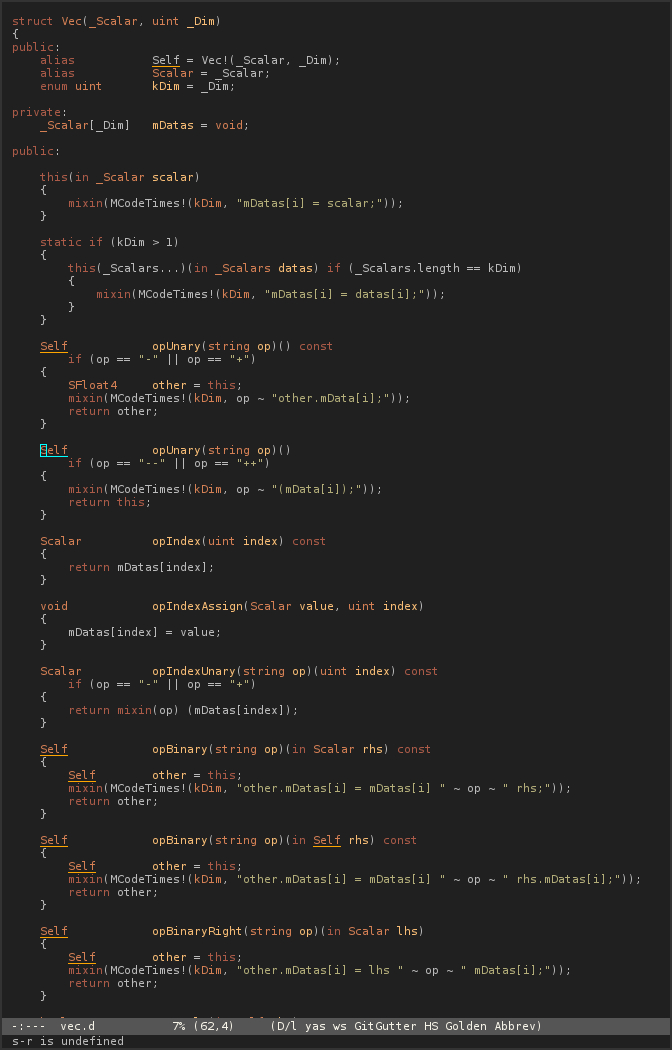 struct Vec(_Scalar, uint _Dim)
{
public:
    alias           Self = Vec!(_Scalar, _Dim);
    alias           Scalar = _Scalar;
    enum uint       kDim = _Dim;

private:
    _Scalar[_Dim]   mDatas = void;

public:

    this(in _Scalar scalar)
    {
        mixin(MCodeTimes!(kDim, "mDatas[i] = scalar;"));
    }

    static if (kDim > 1)
    {
        this(_Scalars...)(in _Scalars datas) if (_Scalars.length == kDim)
        {
            mixin(MCodeTimes!(kDim, "mDatas[i] = datas[i];"));
        }
    }

    Self            opUnary(string op)() const
        if (op == "-" || op == "+")
    {
        SFloat4     other = this;
        mixin(MCodeTimes!(kDim, op ~ "other.mData[i];"));
        return other;
    }

    Self            opUnary(string op)()
        if (op == "--" || op == "++")
    {
        mixin(MCodeTimes!(kDim, op ~ "(mData[i]);"));
        return this;
    }

    Scalar          opIndex(uint index) const
    {
        return mDatas[index];
    }

    void            opIndexAssign(Scalar value, uint index)
    {
        mDatas[index] = value;
    }

    Scalar          opIndexUnary(string op)(uint index) const
        if (op == "-" || op == "+")
    {
        return mixin(op) (mDatas[index]);
    }

    Self            opBinary(string op)(in Scalar rhs) const
    {
        Self        other = this;
        mixin(MCodeTimes!(kDim, "other.mDatas[i] = mDatas[i] " ~ op ~ " rhs;"));
        return other;
    }

    Self            opBinary(string op)(in Self rhs) const
    {
        Self        other = this;
        mixin(MCodeTimes!(kDim, "other.mDatas[i] = mDatas[i] " ~ op ~ " rhs.mDatas[i];"));
        return other;
    }

    Self            opBinaryRight(string op)(in Scalar lhs)
    {
        Self        other = this;
        mixin(MCodeTimes!(kDim, "other.mDatas[i] = lhs " ~ op ~ " mDatas[i];"));
        return other;
    }

-:---  vec.d           7% (62,4)     (D/l yas ws GitGutter HS Golden Abbrev)
s-r is undefined